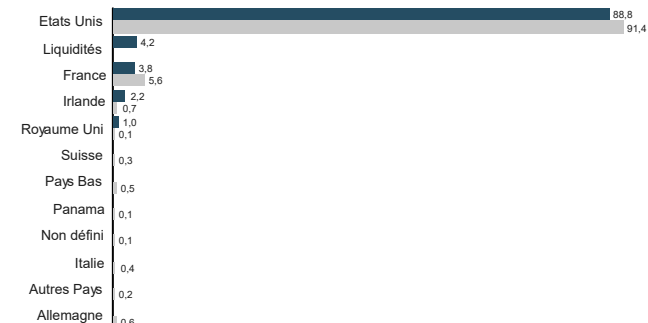 Etats Unis 88,8
91,4
Liquidités 4,2
France 3,8
5,6
Irlande 2,2
0,7
Royaume Uni 1,0
0,1
Suisse 0,3
Pays Bas 0,5
Panama 0,1
Non défini 0,1
Italie 0,4
Autres Pays 0,2
Allemagne 0,6